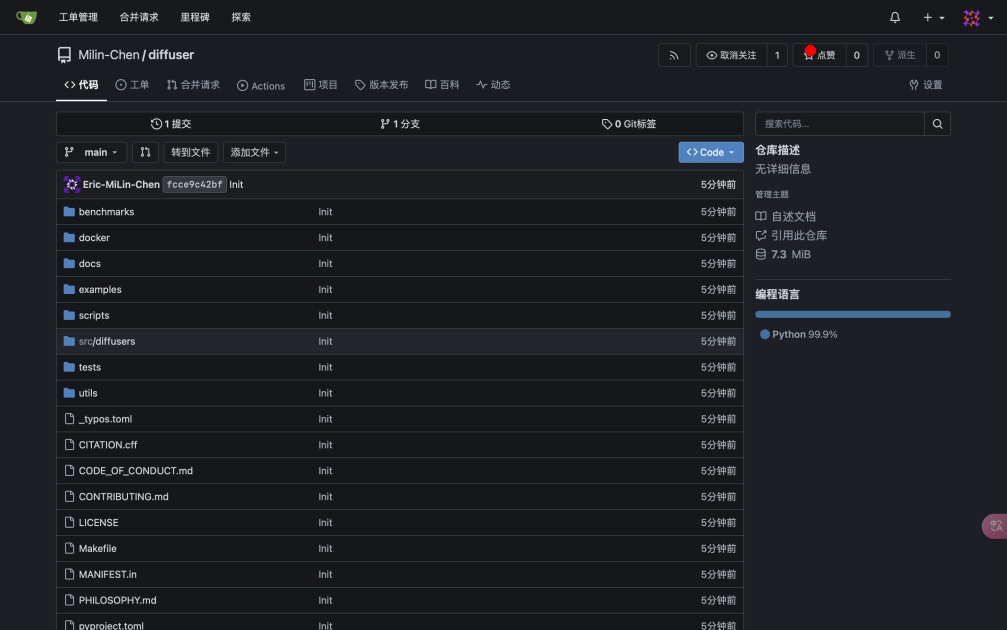 工单管理 合并请求 里程碑 探索
Milin-Chen / diffuser
取消关注 1 点赞 0 派生 0
代码 工单 合并请求 Actions 项目 版本发布 百科 动态 设置
1 提交 1 分支 0 Git标签
搜索代码...
main 转到文件 添加文件 Code
仓库描述
无详细信息
Eric-MiLin-Chen fcce9c42bf Init 5分钟前
管理主题
benchmarks Init 5分钟前
自述文档
docker Init 5分钟前
引用此仓库
7.3 MiB
docs Init 5分钟前
examples Init 5分钟前
编程语言
scripts Init 5分钟前
Python 99.9%
src/diffusers Init 5分钟前
tests Init 5分钟前
utils Init 5分钟前
_typos.toml Init 5分钟前
CITATION.cff Init 5分钟前
CODE_OF_CONDUCT.md Init 5分钟前
CONTRIBUTING.md Init 5分钟前
LICENSE Init 5分钟前
Makefile Init 5分钟前
MANIFEST.in Init 5分钟前
PHILOSOPHY.md Init 5分钟前
pyproject.toml Init 5分钟前